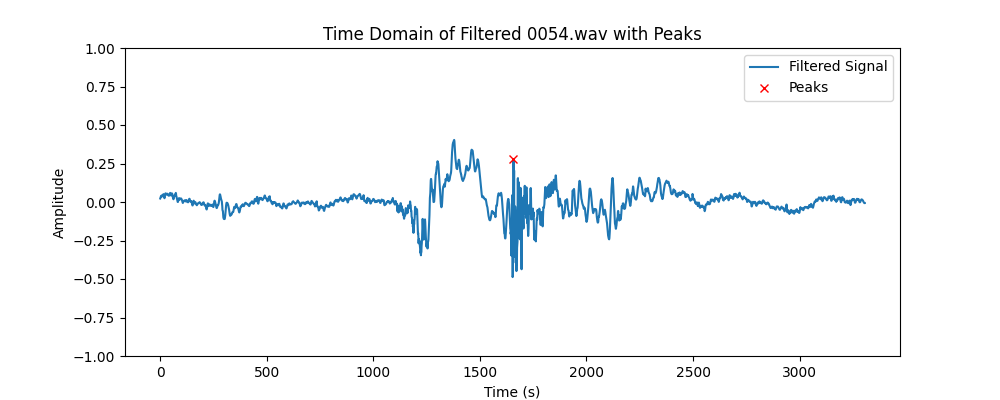 Time Domain of Filtered 0054.wav with Peaks
1.00
0.75
0.50
0.25
0.00
−0.25
−0.50
−0.75
−1.00
Amplitude
Filtered Signal
Peaks
0 500 1000 1500 2000 2500 3000
Time (s)